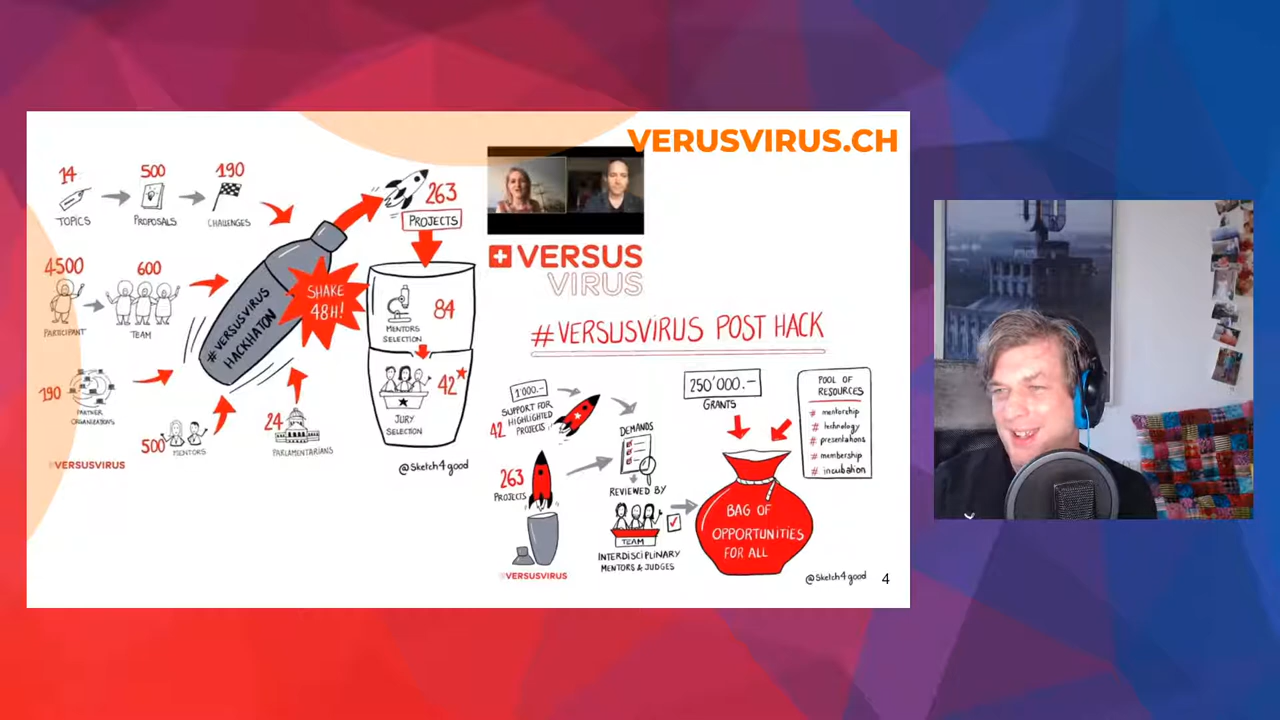 VERUSVIRUS.CH
14
TOPICS
500
PROPOSALS
190
CHALLENGES
263
PROJECTS
4500
PARTICIPANT
600
TEAM
#VERSUSVIRUS
HACKHATON
SHAKE
48H!
84
MENTORS
SELECTION
42*
JURY
SELECTION
190
PARTNER
ORGANIZATIONS
500
MENTORS
24
PARLAMENTARIANS
#VERSUSVIRUS
@Sketch4good
VERSUS
VIRUS
#VERSUSVIRUS POST HACK
1'000.-
SUPPORT FOR
HIGHLIGHTED
PROJECTS
42
263
PROJECTS
DEMANDS
REVIEWED BY
TEAM
INTERDISCIPLINARY
MENTORS & JUDGES
250'000.-
GRANTS
BAG OF
OPPORTUNITIES
FOR ALL
POOL OF
RESOURCES
# mentorship
# technology
# presentations
# membership
# incubation
#VERSUSVIRUS
@Sketch4good
4